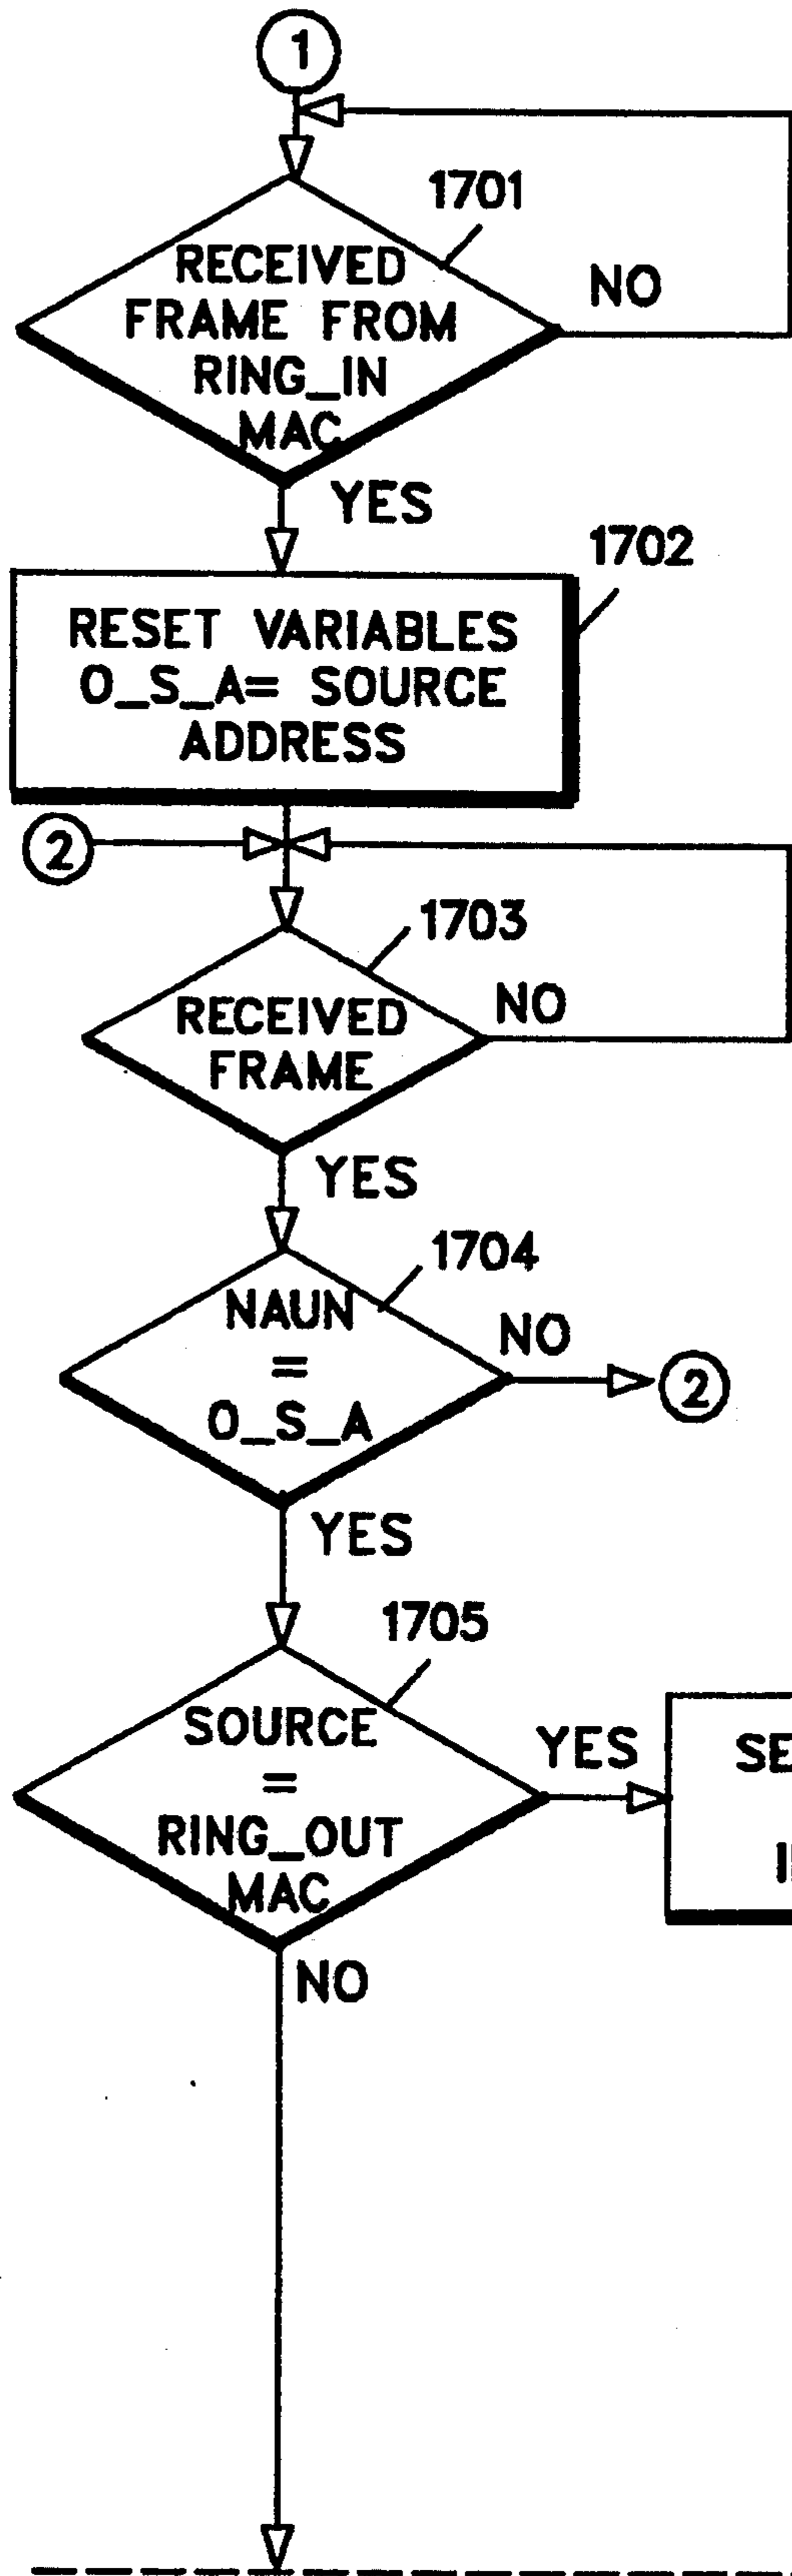 1
1701
RECEIVED
FRAME FROM
RING_IN
MAC
NO
YES
1702
RESET VARIABLES
O_S_A= SOURCE
ADDRESS
2
1703
RECEIVED
FRAME
NO
YES
1704
NAUN
=
O_S_A
NO
2
YES
1705
SOURCE
=
RING_OUT
MAC
YES
SE
NO